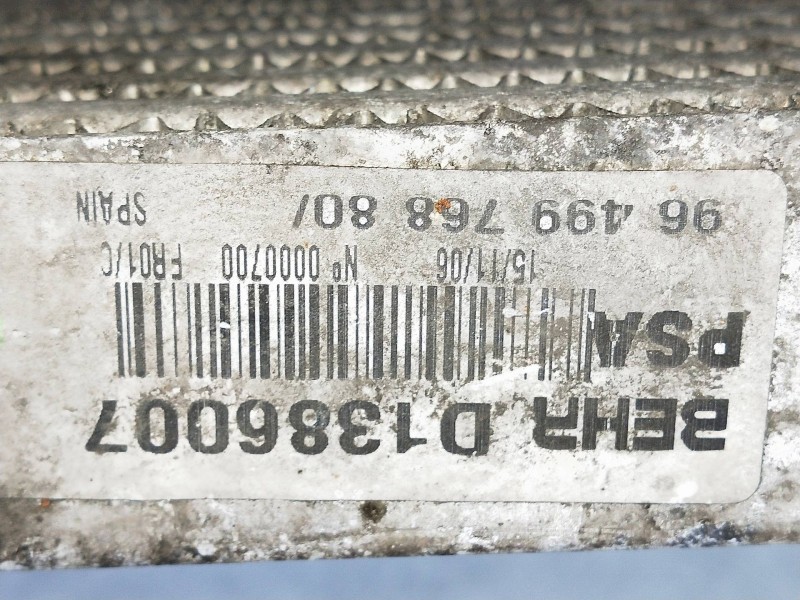 BEHR D1386007
PSA
15/11/06 Nº 0000700 FR01/C
96 499 768 80/ SPAIN